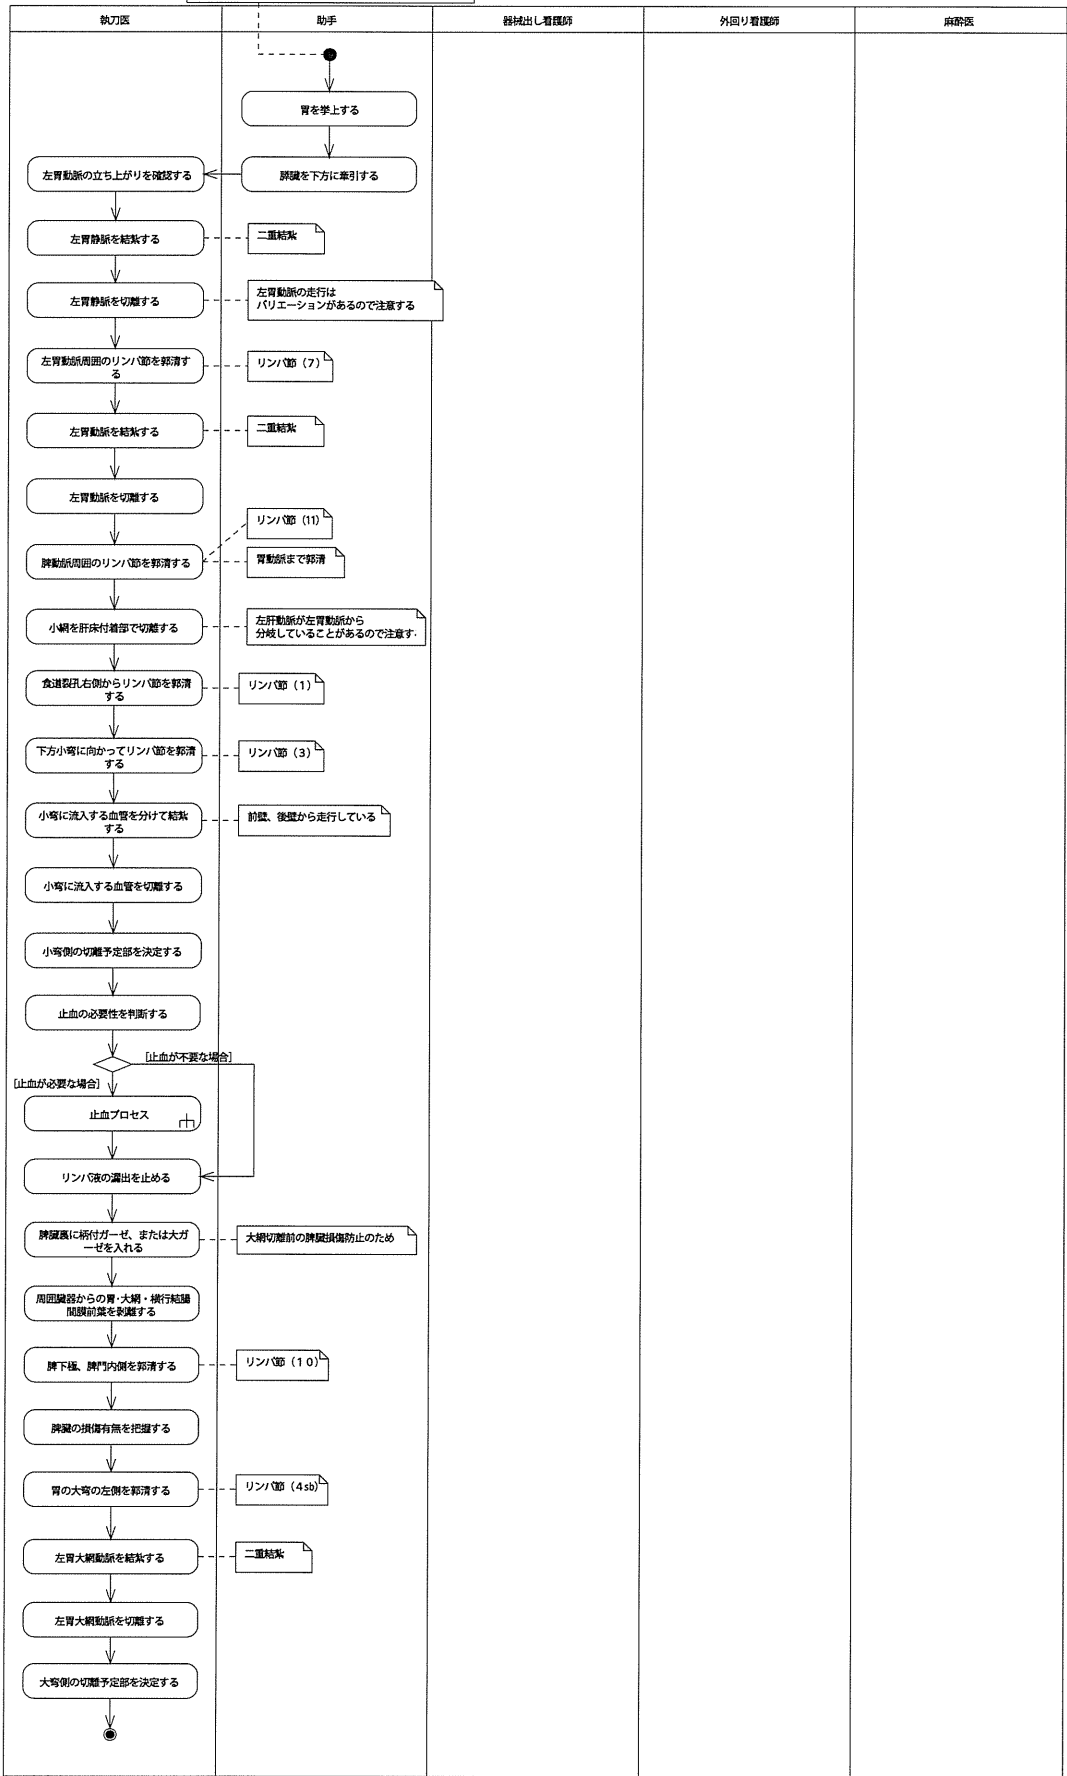 執刀医
助手
器械出し看護師
外回り看護師
麻酔医
胃を挙上する
膵臓を下方に牽引する
左胃動脈の立ち上がりを確認する
左胃静脈を結紮する
二重結紮
左胃静脈を切離する
左胃動脈の走行は
バリエーションがあるので注意する
左胃動脈周囲のリンパ節を郭清す
る
リンパ節（7）
左胃動脈を結紮する
二重結紮
左胃動脈を切離する
リンパ節（11）
脾動脈周囲のリンパ節を郭清する
胃動脈まで郭清
小網を肝床付着部で切離する
左肝動脈が左胃動脈から
分岐していることがあるので注意す
食道裂孔右側からリンパ節を郭清
する
リンパ節（1）
下方小弯に向かってリンパ節を郭清
する
リンパ節（3）
小弯に流入する血管を分けて結紮
する
前壁、後壁から走行している
小弯に流入する血管を切離する
小弯側の切離予定部を決定する
止血の必要性を判断する
[止血が不要な場合]
[止血が必要な場合]
止血プロセス
リンパ液の漏出を止める
脾臓裏に柄付ガーゼ、または大ガ
ーゼを入れる
大網切離前の脾臓損傷防止のため
周囲臓器からの胃・大網・横行結腸
間膜前葉を剥離する
脾下極、脾門内側を郭清する
リンパ節（１０）
脾臓の損傷有無を把握する
胃の大弯の左側を郭清する
リンパ節（４sb）
左胃大網動脈を結紮する
二重結紮
左胃大網動脈を切離する
大弯側の切離予定部を決定する